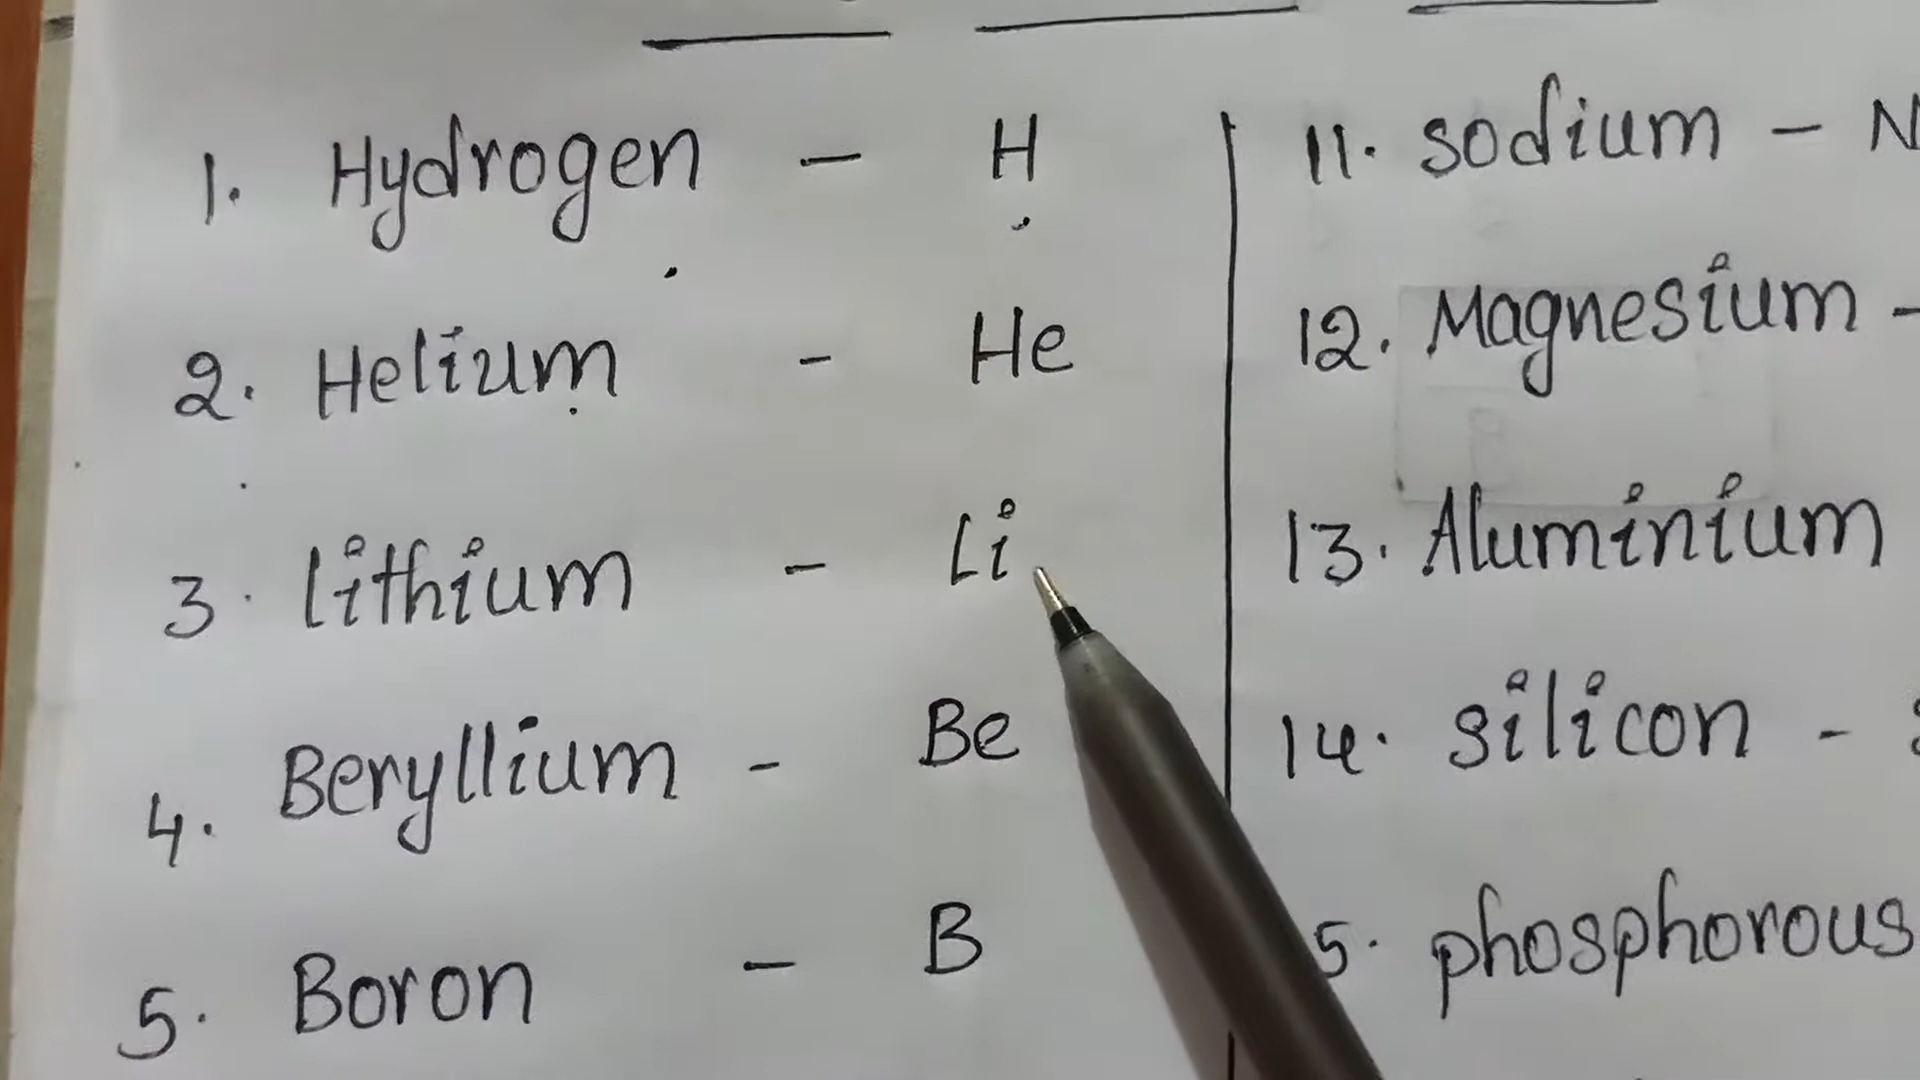 1. Hydrogen - H
2. Helium - He
3. Lithium - Li
4. Beryllium - Be
5. Boron - B
11. sodium - N
12. Magnesium -
13. Aluminium
14. silicon -
5. phosphorous